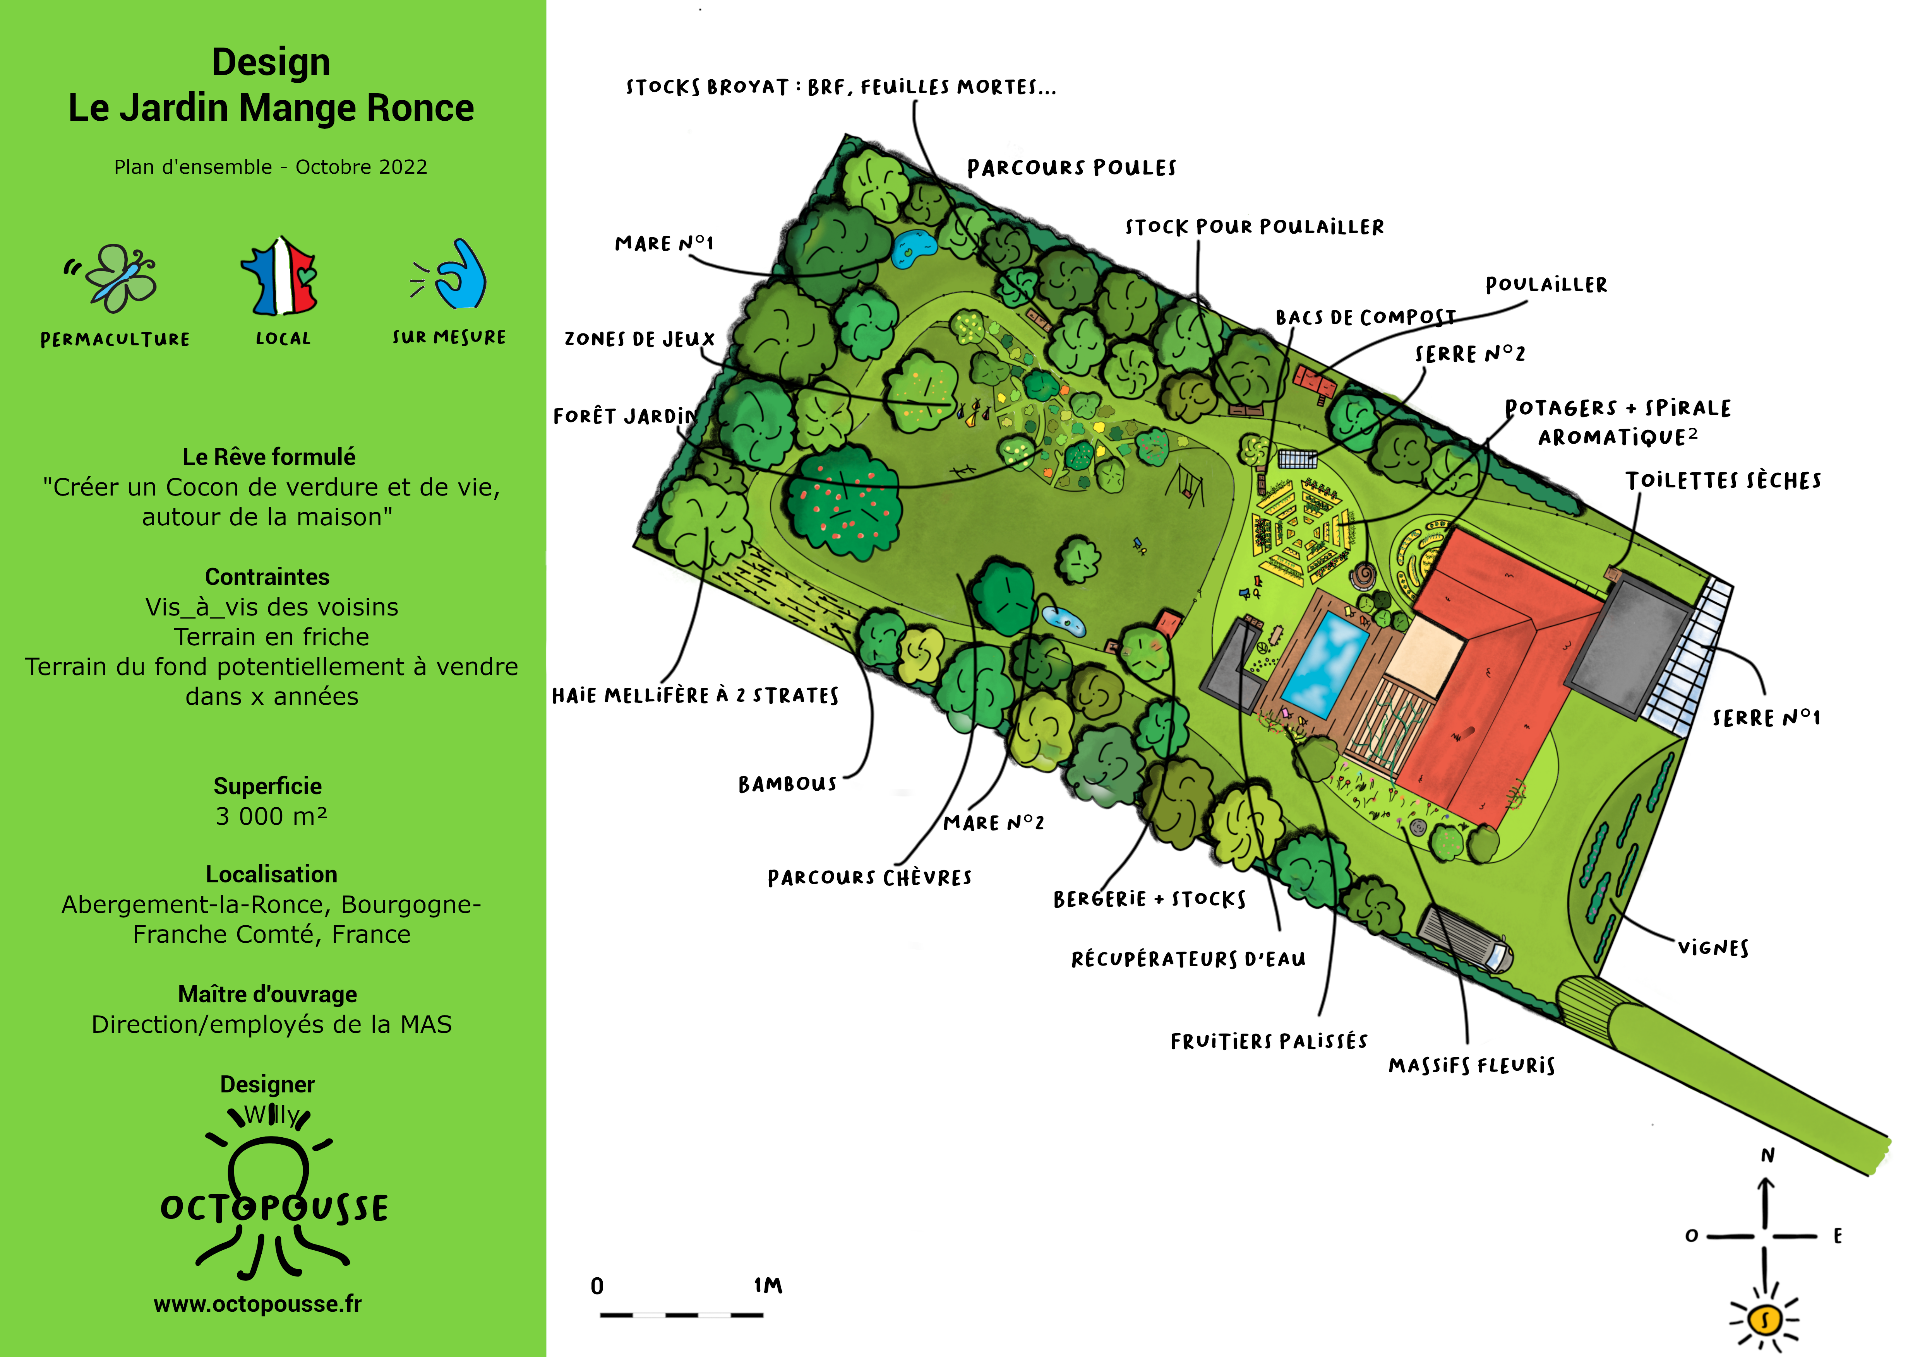 Design
Le Jardin Mange Ronce
Plan d'ensemble - Octobre 2022
PERMACULTURE
LOCAL
SUR MESURE
Le Rêve formulé
"Créer un Cocon de verdure et de vie,
autour de la maison"
Contraintes
Vis_à_vis des voisins
Terrain en friche
Terrain du fond potentiellement à vendre
dans x années
Superficie
3 000 m²
Localisation
Abergement-la-Ronce, Bourgogne-
Franche Comté, France
Maître d'ouvrage
Direction/employés de la MAS
Designer
Willy
OCTOPOUSSE
www.octopousse.fr
STOCKS BROYAT : BRF, FEUILLES MORTES...
PARCOURS POULES
STOCK POUR POULAILLER
MARE N°1
POULAILLER
BACS DE COMPOST
ZONES DE JEUX
SERRE N°2
FORÊT JARDIN
POTAGERS + SPIRALE
AROMATIQUE²
TOILETTES SÈCHES
HAIE MELLIFÈRE À 2 STRATES
SERRE N°1
BAMBOUS
MARE N°2
PARCOURS CHÈVRES
BERGERIE + STOCKS
VIGNES
RÉCUPÉRATEURS D'EAU
FRUITIERS PALISSÉS
MASSIFS FLEURIS
N
O
E
S
0
1M